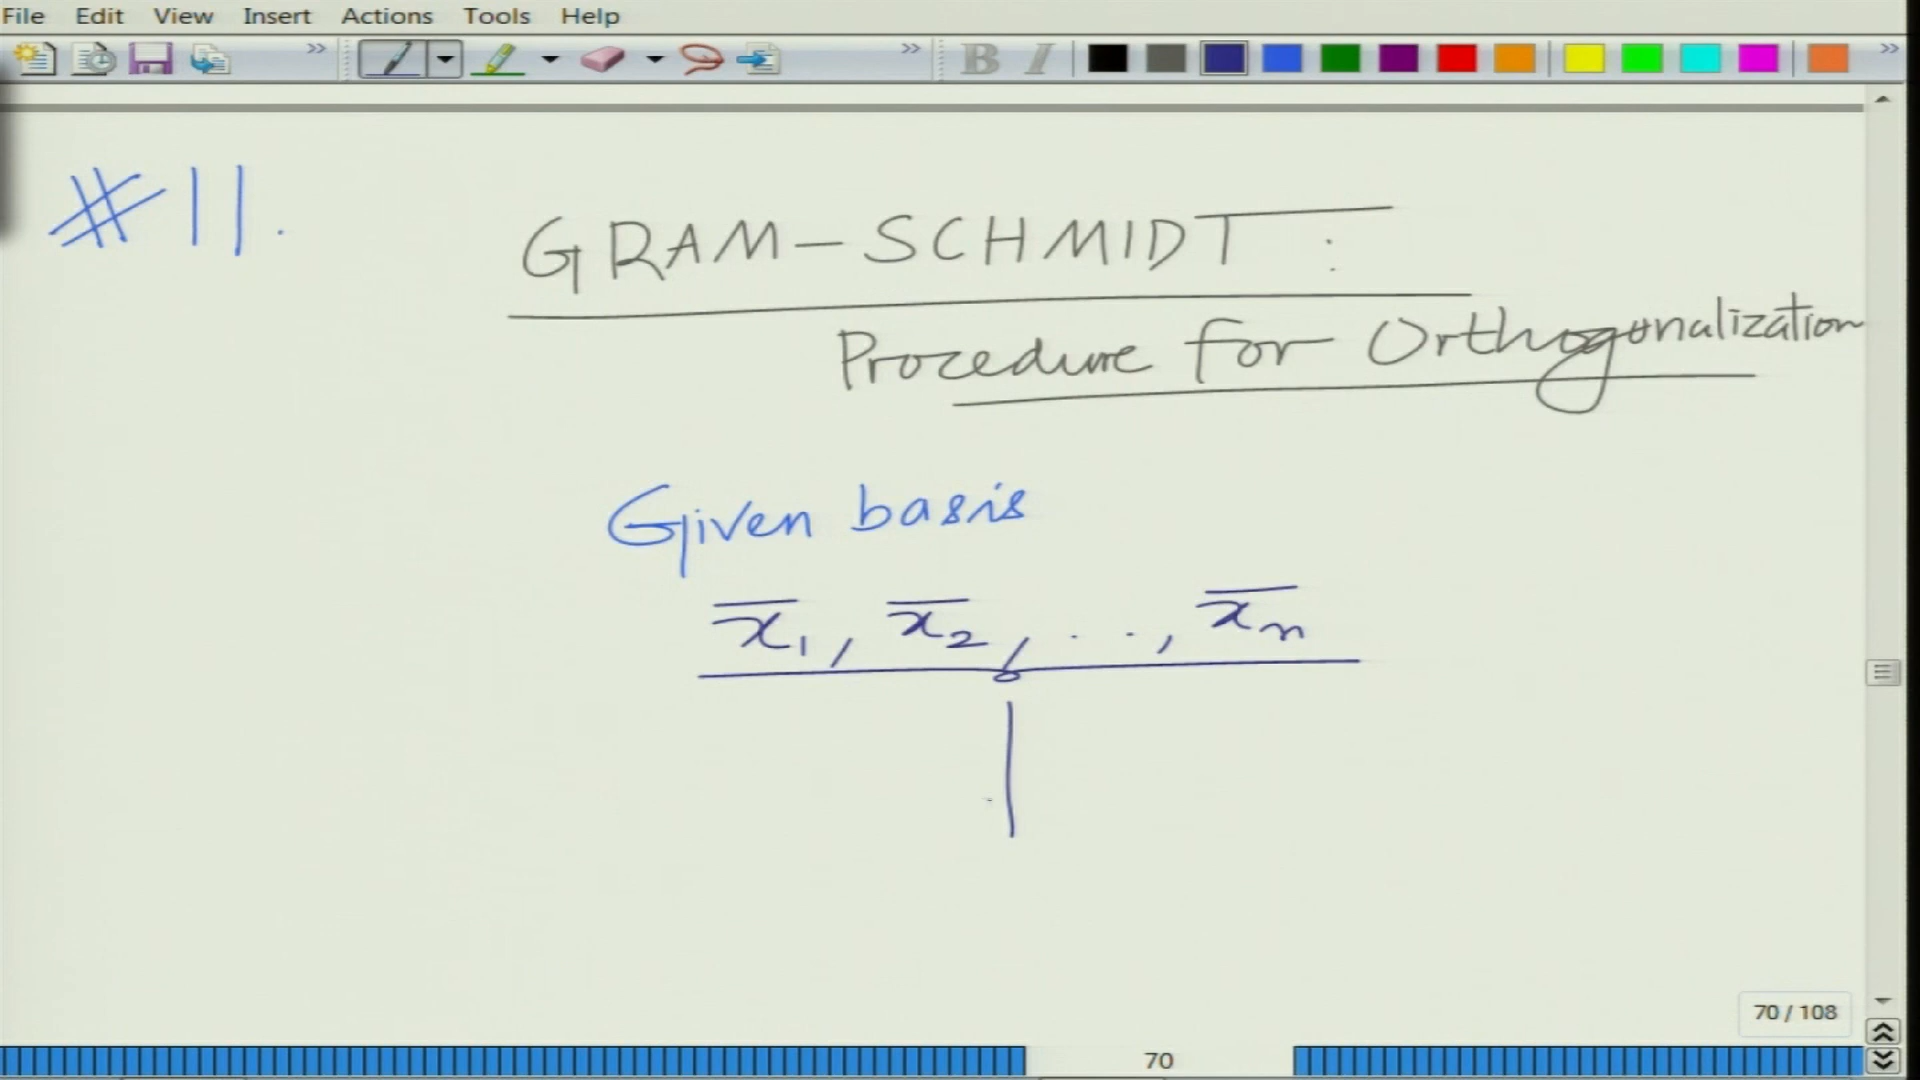 File Edit View Insert Actions Tools Help
B I
#11.
GRAM-SCHMIDT :
Procedure for Orthogonalization
Given basis
x̅₁, x̅₂, . . ., x̅ₙ
70 / 108
70